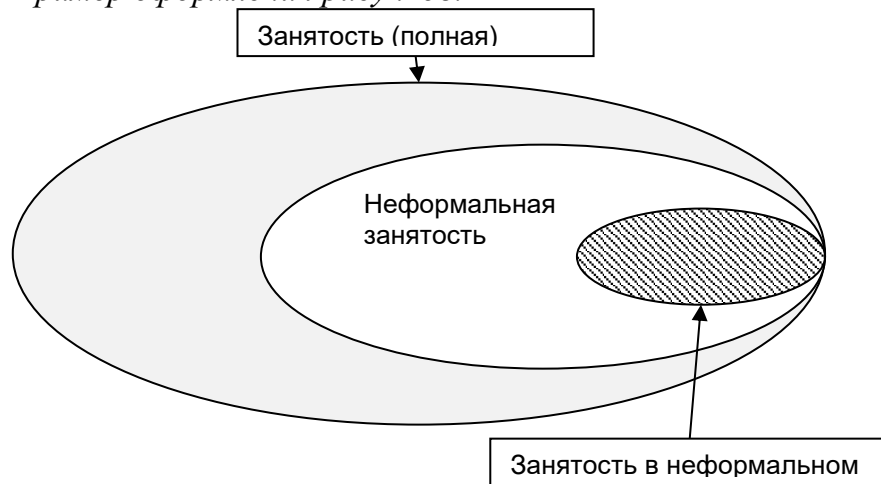 Занятость (полная)
Неформальная
занятость
Занятость в неформальном